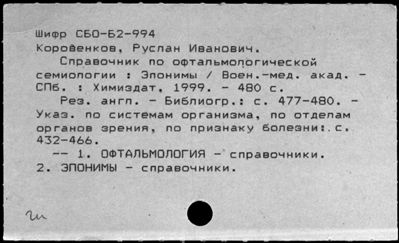 Шифр СБО-Б2-994
Коровенков, Руслан Иванович.
Справочник по офтальмологической
семиологии : Эпонимы / Воен.-мед. акад. -
СПб. : Химиздат, 1999. - 480 с.
Рез. англ. - Библиогр.: с. 477-480. -
Указ. по системам организма, по отделам
органов зрения, по признаку болезни: с.
432-466.
-- 1. ОФТАЛЬМОЛОГИЯ - справочники.
2. ЭПОНИМЫ - справочники.